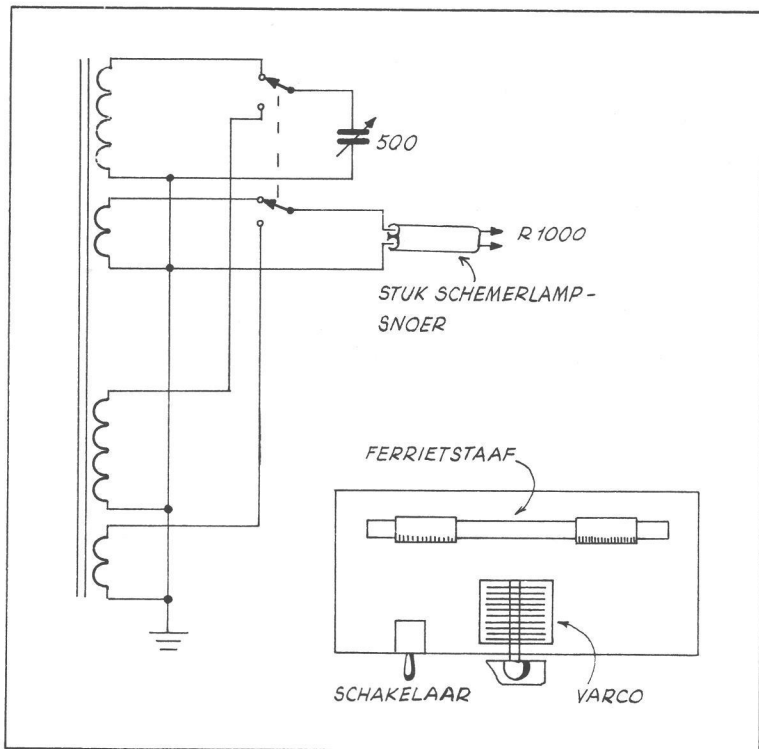 500
R1000
STUK SCHEMERLAMP-
SNOER
FERRIETSTAAF
SCHAKELAAR
VARCO